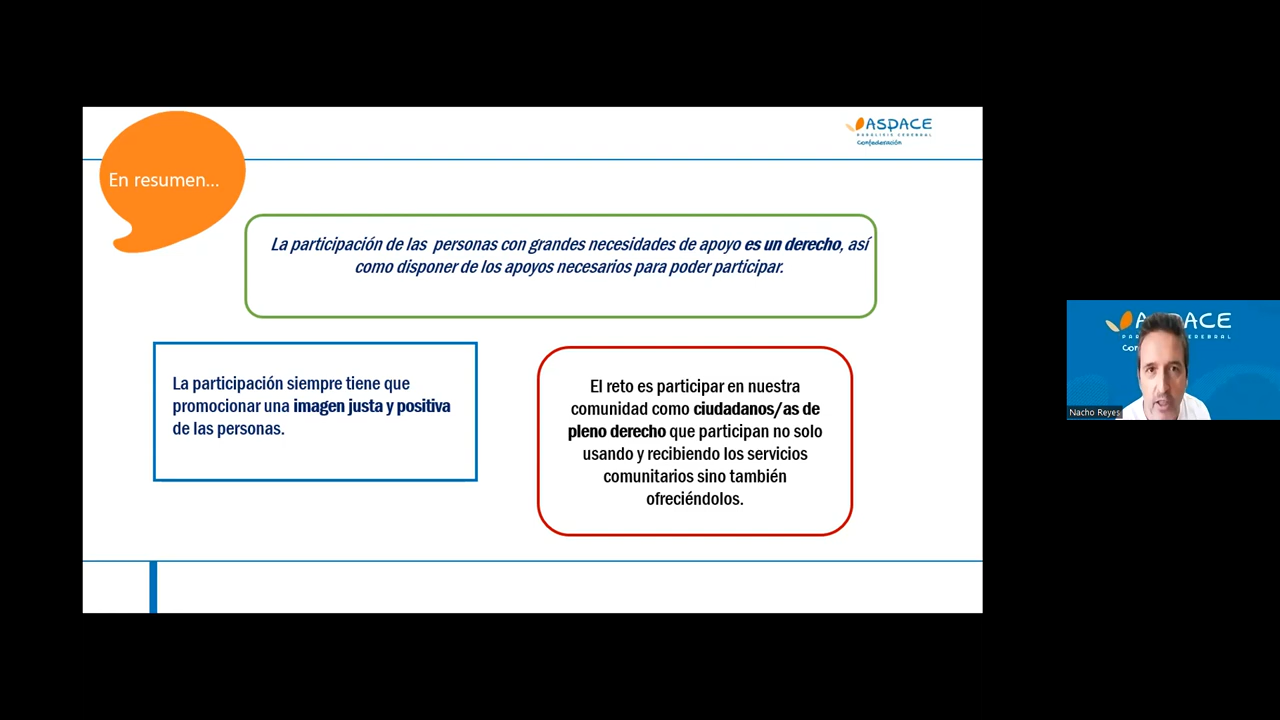 En resumen...
ASPACE
PARÁLISIS CEREBRAL
Confederación
La participación de las personas con grandes necesidades de apoyo es un derecho, así
como disponer de los apoyos necesarios para poder participar.
La participación siempre tiene que
promocionar una imagen justa y positiva
de las personas.
El reto es participar en nuestra
comunidad como ciudadanos/as de
pleno derecho que participan no solo
usando y recibiendo los servicios
comunitarios sino también
ofreciéndolos.
Nacho Reyes